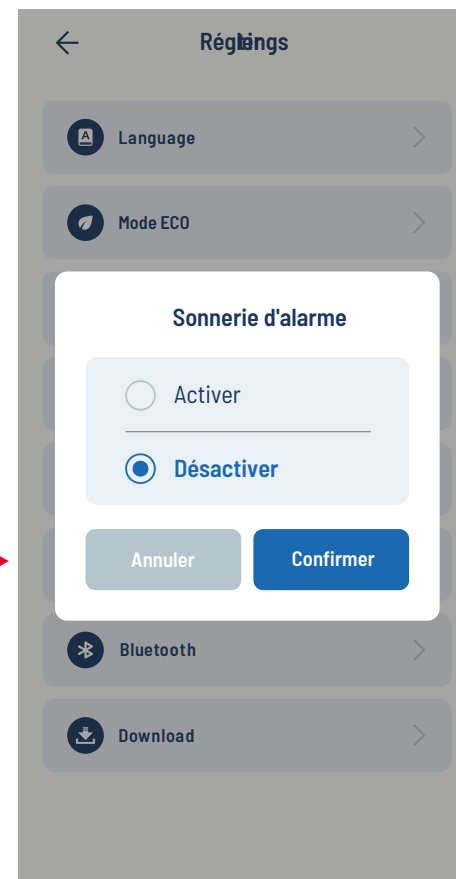 Language
Mode ECO
Sonnerie d'alarme
Activer
Désactiver
Annuler
Confirmer
Bluetooth
Download